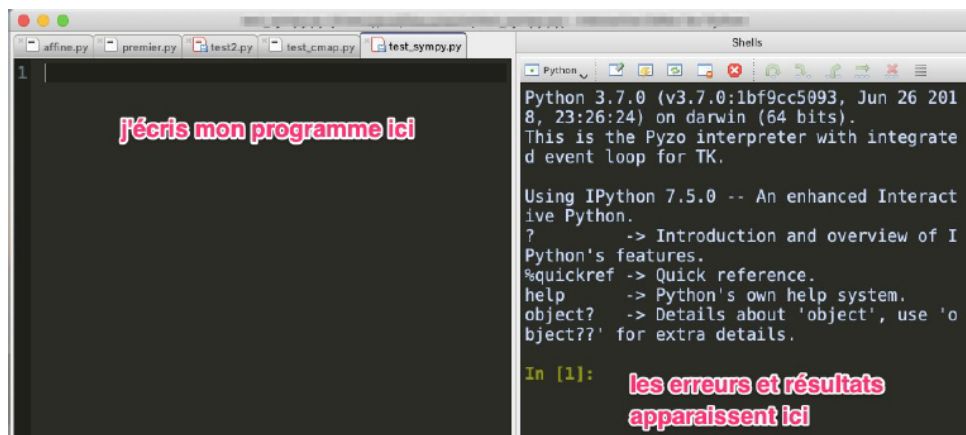 affine.py premier.py test2.py test_cmap.py test_sympy.py
1
j'écris mon programme ici
Shells
Python
Python 3.7.0 (v3.7.0:1bf9cc5093, Jun 26 201
8, 23:26:24) on darwin (64 bits).
This is the Pyzo interpreter with integrate
d event loop for TK.
Using IPython 7.5.0 -- An enhanced Interact
ive Python.
? -> Introduction and overview of I
Python's features.
%quickref -> Quick reference.
help -> Python's own help system.
object? -> Details about 'object', use 'o
bject??' for extra details.
In [1]:
les erreurs et résultats
apparaissent ici